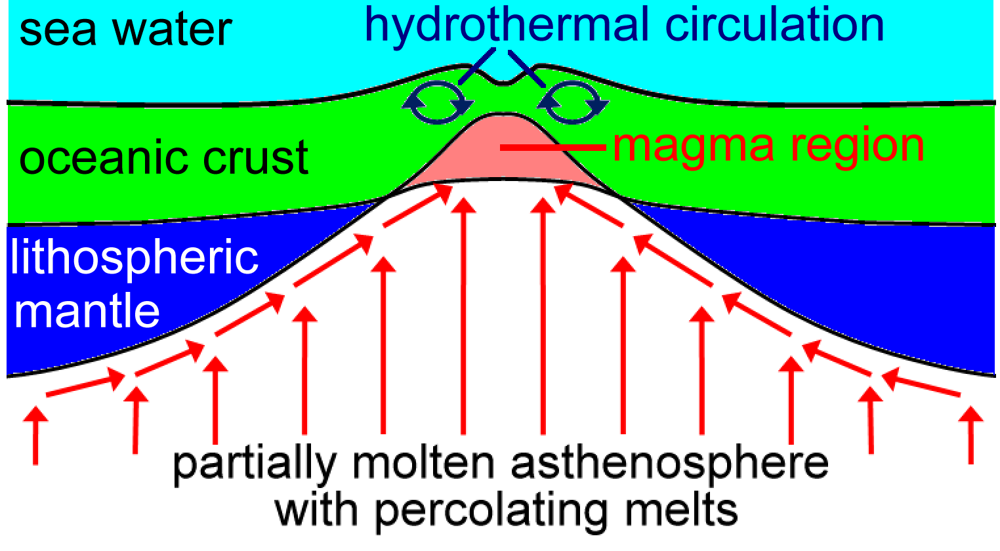 sea water
hydrothermal circulation
oceanic crust
magma region
lithospheric
mantle
partially molten asthenosphere
with percolating melts